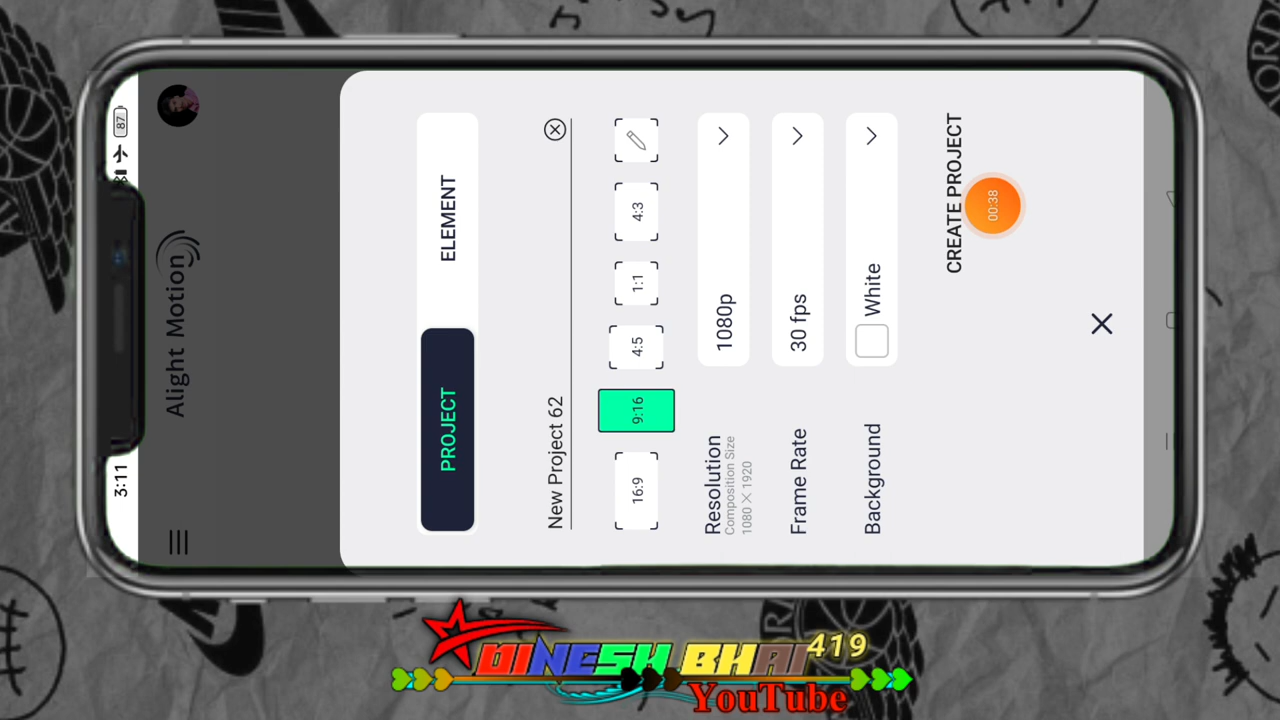 3:11
87
Alight Motion
PROJECT
ELEMENT
New Project 62
16:9
9:16
4:5
1:1
4:3
Resolution
Composition Size
1080 × 1920
1080p
Frame Rate
30 fps
Background
White
CREATE PROJECT
00:38
DINESH BHAI 419
YouTube